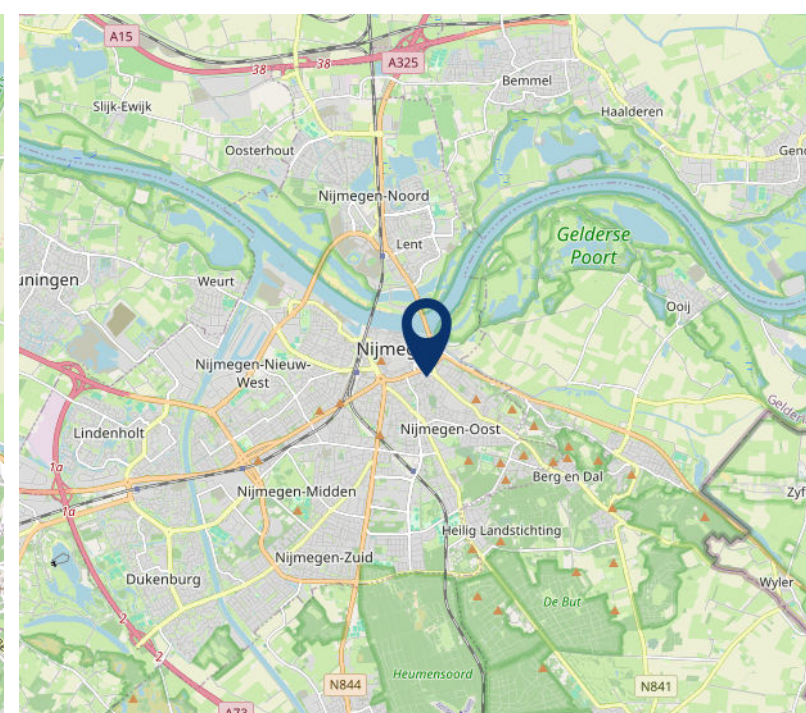 A15
A325
38
38
Bemmel
Slijk-Ewijk
Haalderen
Oosterhout
Nijmegen-Noord
Lent
Gelderse
Poort
uningen
Weurt
Ooij
Nijmeg
Nijmegen-Nieuw-
West
Gelder
Lindenholt
Nijmegen-Oost
1a
Berg en Dal
Zyf
1a
Nijmegen-Midden
Heilig Landstichting
Nijmegen-Zuid
Dukenburg
Wyler
De But
2
2
Heumensoord
N844
N841
A73